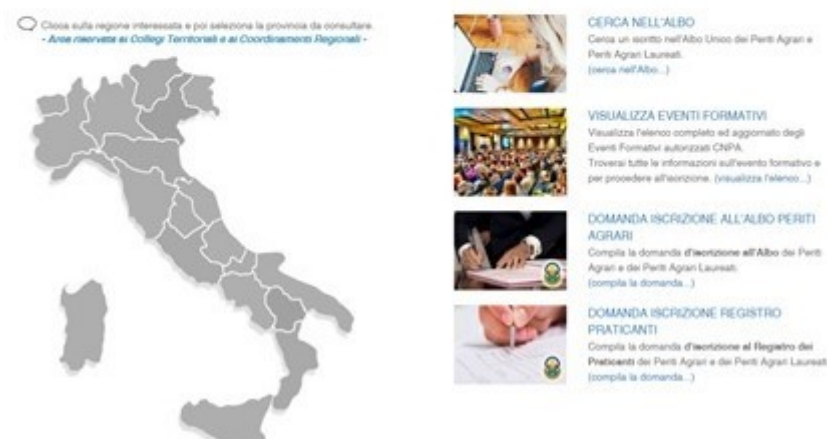 Clicca sulla regione interessata e poi seleziona la provincia da consultare.
- Area riservata ai Collegi Territoriali e ai Coordinamenti Regionali -
CERCA NELL'ALBO
Cerca un iscritto nell'Albo Unico dei Periti Agrari e
Periti Agrari Laureati.
(cerca nell'Albo...)
VISUALIZZA EVENTI FORMATIVI
Visualizza l'elenco completo ed aggiornato degli
Eventi Formativi autorizzati CNPA.
Troverai tutte le informazioni sull'evento formativo e
per procedere all'iscrizione. (visualizza l'elenco...)
DOMANDA ISCRIZIONE ALL'ALBO PERITI
AGRARI
Compila la domanda d'iscrizione all'Albo dei Periti
Agrari e dei Periti Agrari Laureati.
(compila la domanda...)
DOMANDA ISCRIZIONE REGISTRO
PRATICANTI
Compila la domanda d'iscrizione al Registro dei
Praticanti dei Periti Agrari e dei Periti Agrari Laureati
(compila la domanda...)